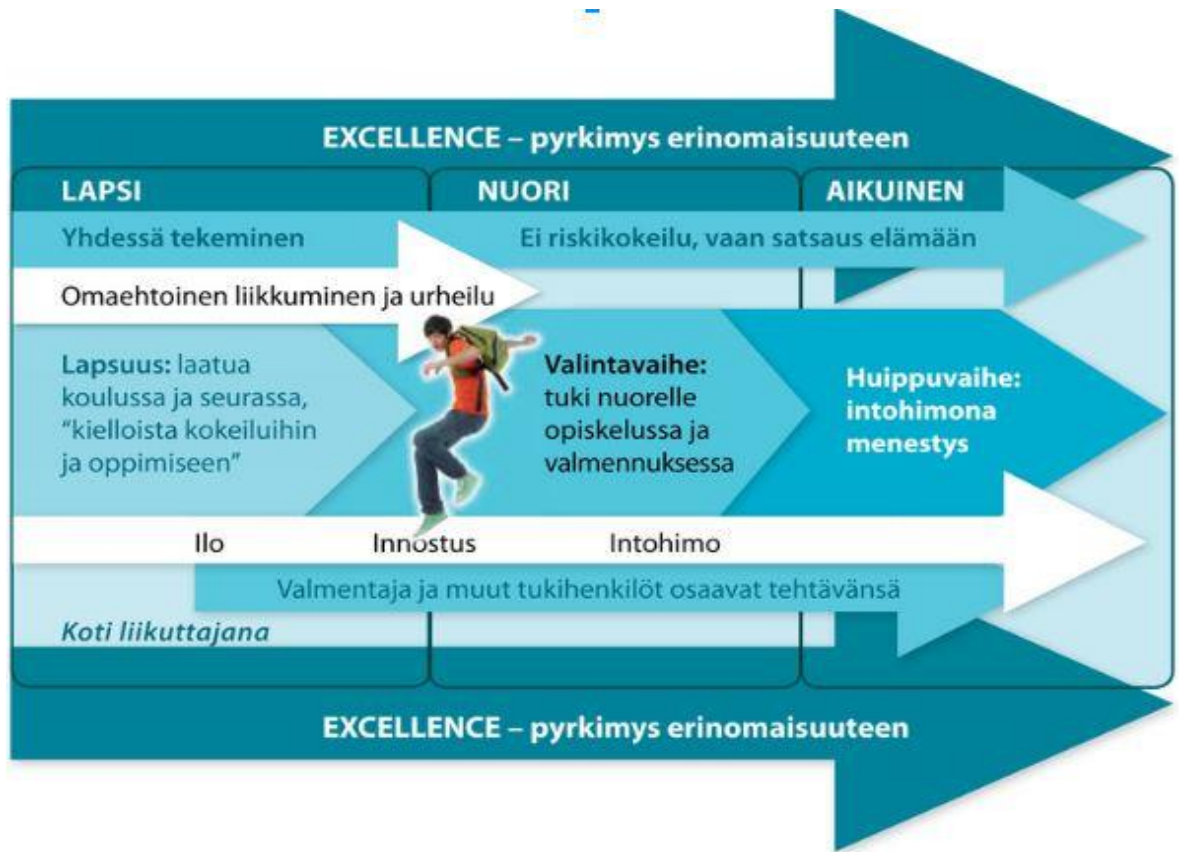 EXCELLENCE – pyrkimys erinomaisuuteen
LAPSI
NUORI
AIKUINEN
Yhdessä tekeminen
Ei riskikokeilu, vaan satsaus elämään
Omaehtoinen liikkuminen ja urheilu
Lapsuus: laatua
koulussa ja seurassa,
”kielloista kokeiluihin
ja oppimiseen”
Valintavaihe:
tuki nuorelle
opiskelussa ja
valmennuksessa
Huippuvaihe:
intohimona
menestys
Ilo
Innostus
Intohimo
Valmentaja ja muut tukihenkilöt osaavat tehtävänsä
Koti liikuttajana
EXCELLENCE – pyrkimys erinomaisuuteen